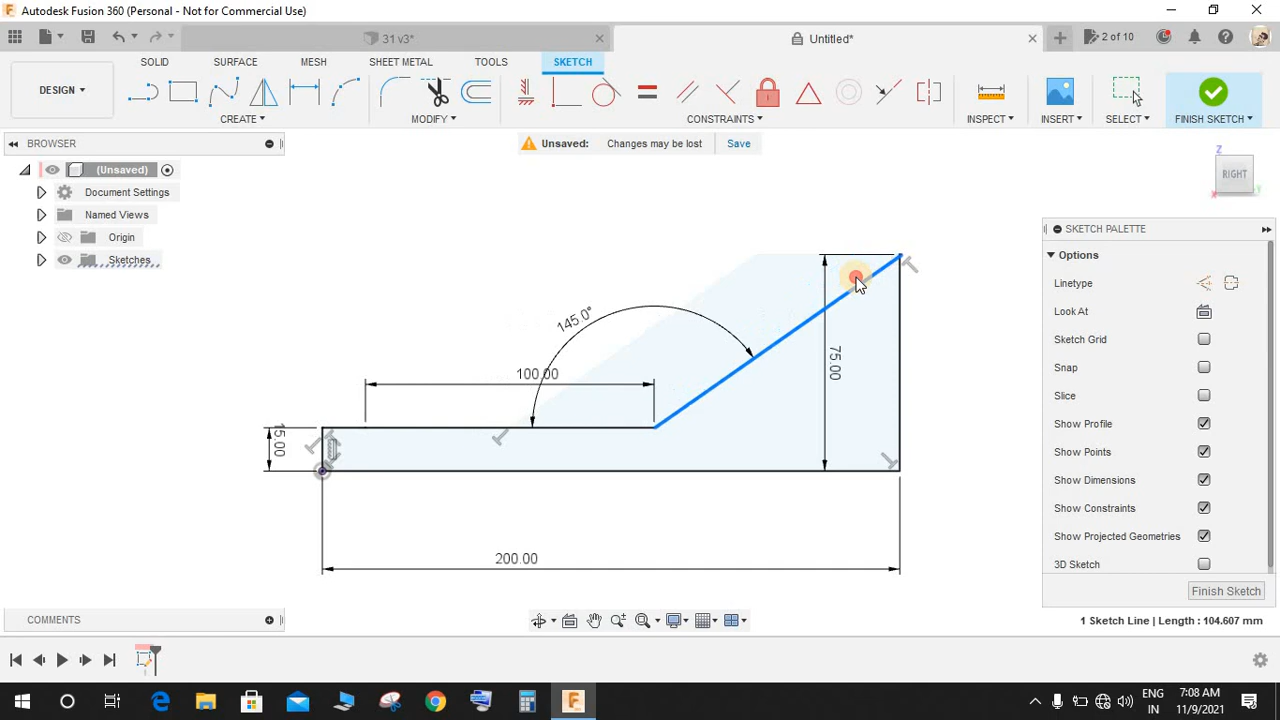 Autodesk Fusion 360 (Personal - Not for Commercial Use)
31 v3*
Untitled*
2 of 10
DESIGN
SOLID
SURFACE
MESH
SHEET METAL
TOOLS
SKETCH
CREATE
MODIFY
CONSTRAINTS
INSPECT
INSERT
SELECT
FINISH SKETCH
BROWSER
Unsaved: Changes may be lost Save
(Unsaved)
Document Settings
Named Views
Origin
Sketches
Z
RIGHT
X
Y
SKETCH PALETTE
Options
Linetype
Look At
Sketch Grid
Snap
Slice
Show Profile
Show Points
Show Dimensions
Show Constraints
Show Projected Geometries
3D Sketch
Finish Sketch
145.0°
100.00
75.00
15.00
200.00
COMMENTS
1 Sketch Line | Length : 104.607 mm
ENG
IN
7:08 AM
11/9/2021